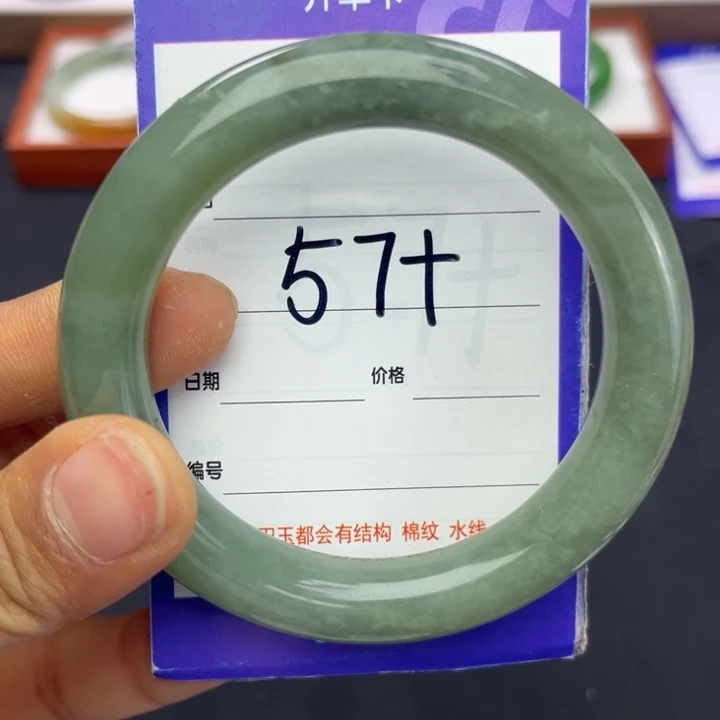 57+
日期 价格
编号
玉都会有结构 棉纹 水线